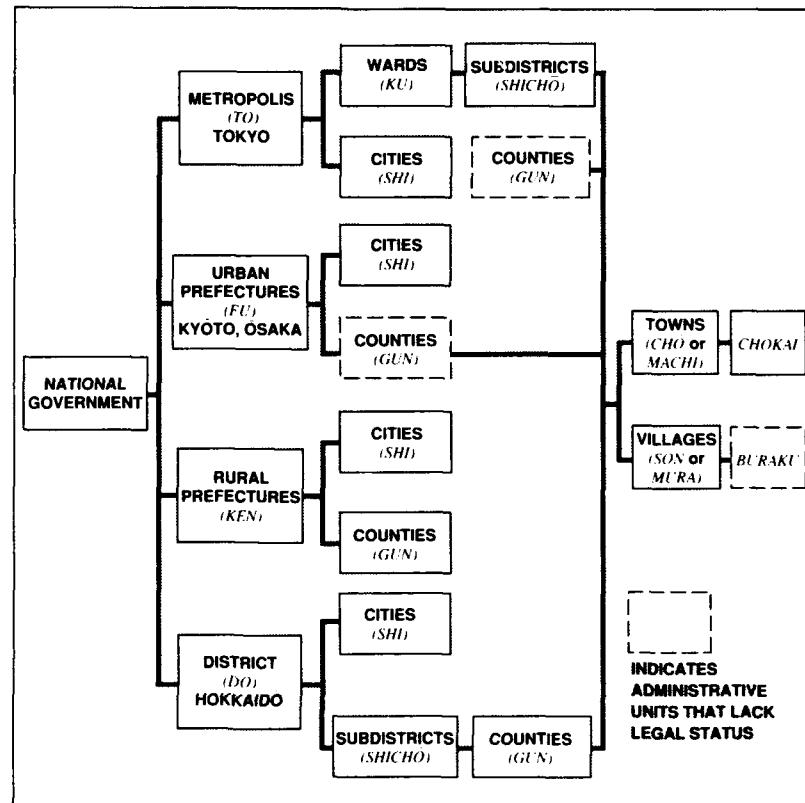 NATIONAL
GOVERNMENT
METROPOLIS
(TO)
TOKYO
WARDS
(KU)
SUBDISTRICTS
(SHICHŌ)
CITIES
(SHI)
COUNTIES
(GUN)
URBAN
PREFECTURES
(FU)
KYŌTO, ŌSAKA
CITIES
(SHI)
COUNTIES
(GUN)
RURAL
PREFECTURES
(KEN)
CITIES
(SHI)
COUNTIES
(GUN)
DISTRICT
(DO)
HOKKAIDO
CITIES
(SHI)
SUBDISTRICTS
(SHICHŌ)
COUNTIES
(GUN)
TOWNS
(CHO or
MACHI)
CHOKAI
VILLAGES
(SON or
MURA)
BURAKU
INDICATES
ADMINISTRATIVE
UNITS THAT LACK
LEGAL STATUS